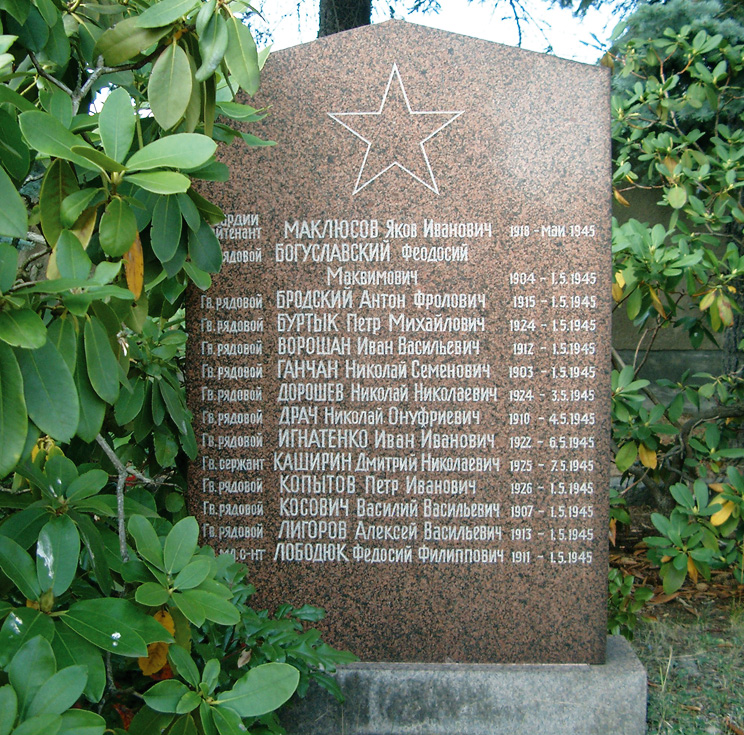 МАКЛЮСОВ Яков Иванович 1918 - май 1945
рядовой БОГУСЛАВСКИЙ Феодосий
Маквимович 1904 - 1.5.1945
Гв. рядовой БРОДСКИЙ Антон Фролович 1915 - 1.5.1945
Гв. рядовой БУРТЫК Петр Михайлович 1924 - 1.5.1945
Гв. рядовой ВОРОШАН Иван Васильевич 1912 - 1.5.1945
Гв. рядовой ГАНЧАН Николай Семенович 1903 - 1.5.1945
Гв. рядовой ДОРОШЕВ Николай Николаевич 1924 - 3.5.1945
Гв. рядовой ДРАЧ Николай Онуфриевич 1910 - 4.5.1945
Гв. рядовой ИГНАТЕНКО Иван Иванович 1922 - 6.5.1945
Гв. сержант КАШИРИН Дмитрий Николаевич 1925 - 7.5.1945
Гв. рядовой КОПЫТОВ Петр Иванович 1926 - 1.5.1945
Гв. рядовой КОСОВИЧ Василий Васильевич 1907 - 1.5.1945
Гв. рядовой ЛИГОРОВ Алексей Васильевич 1913 - 1.5.1945
мл. с-нт ЛОБОДЮК Федосий Филиппович 1911 - 1.5.1945